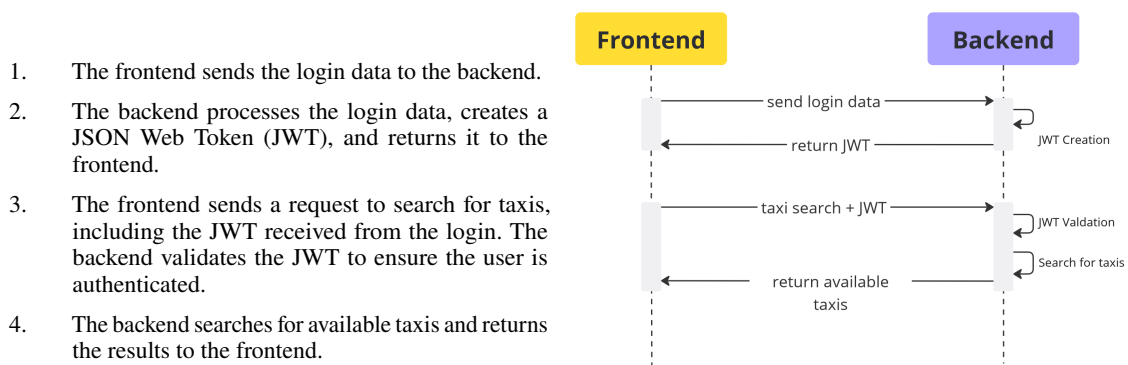 1. The frontend sends the login data to the backend.
2. The backend processes the login data, creates a
JSON Web Token (JWT), and returns it to the
frontend.
3. The frontend sends a request to search for taxis,
including the JWT received from the login. The
backend validates the JWT to ensure the user is
authenticated.
4. The backend searches for available taxis and returns
the results to the frontend.
Frontend
Backend
send login data
JWT Creation
return JWT
taxi search + JWT
JWT Valdation
Search for taxis
return available
taxis